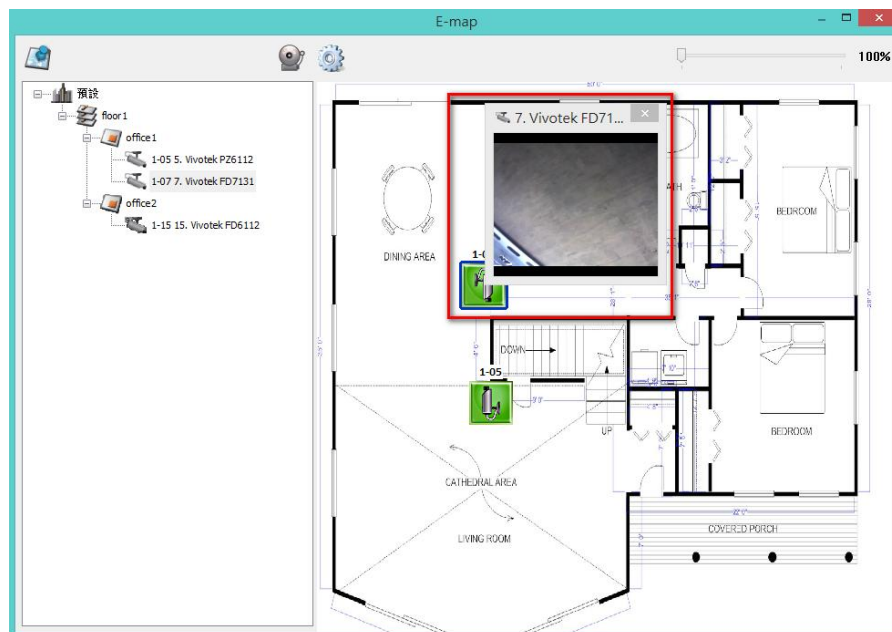 E-map
100%
預設
floor1
office1
1-05 5. Vivotek PZ6112
1-07 7. Vivotek FD7131
office2
1-15 15. Vivotek FD6112
7. Vivotek FD71...
BEDROOM
DINING AREA
DOWN
1-05
UP
BEDROOM
CATHEDRAL AREA
LIVING ROOM
COVERED PORCH